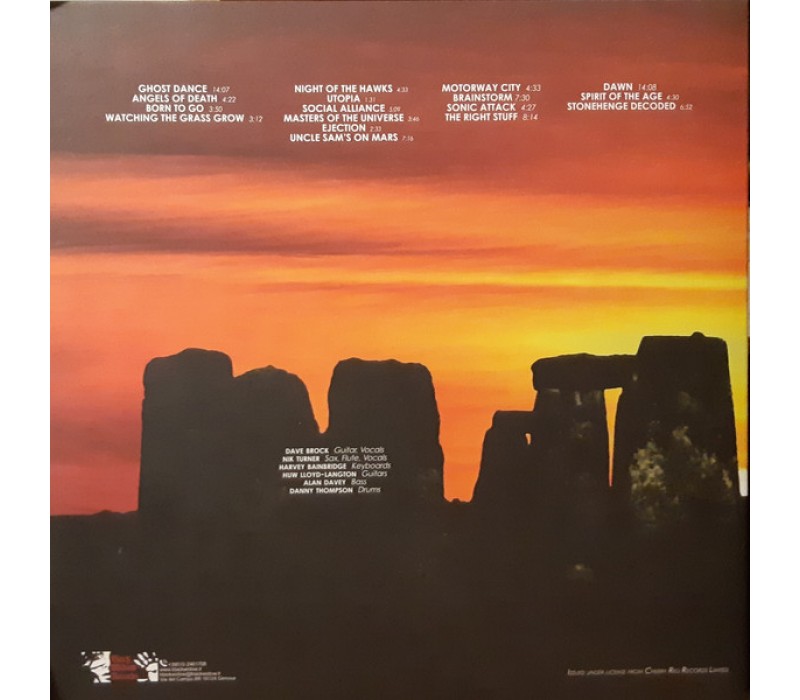 GHOST DANCE 14:07
ANGELS OF DEATH 4:22
BORN TO GO 3:50
WATCHING THE GRASS GROW 3:12
NIGHT OF THE HAWKS 4:33
UTOPIA 1:31
SOCIAL ALLIANCE 5:09
MASTERS OF THE UNIVERSE 3:46
EJECTION 2:33
UNCLE SAM'S ON MARS 7:16
MOTORWAY CITY 4:33
BRAINSTORM 7:30
SONIC ATTACK 4:27
THE RIGHT STUFF 8:14
DAWN 14:08
SPIRIT OF THE AGE 4:30
STONEHENGE DECODED 6:52
DAVE BROCK Guitar, Vocals
NIK TURNER Sax, Flute, Vocals
HARVEY BAINBRIDGE Keyboards
HUW LLOYD-LANGTON Guitars
ALAN DAVEY Bass
DANNY THOMPSON Drums
ISSUED UNDER LICENSE FROM CHERRY RED RECORDS LIMITED